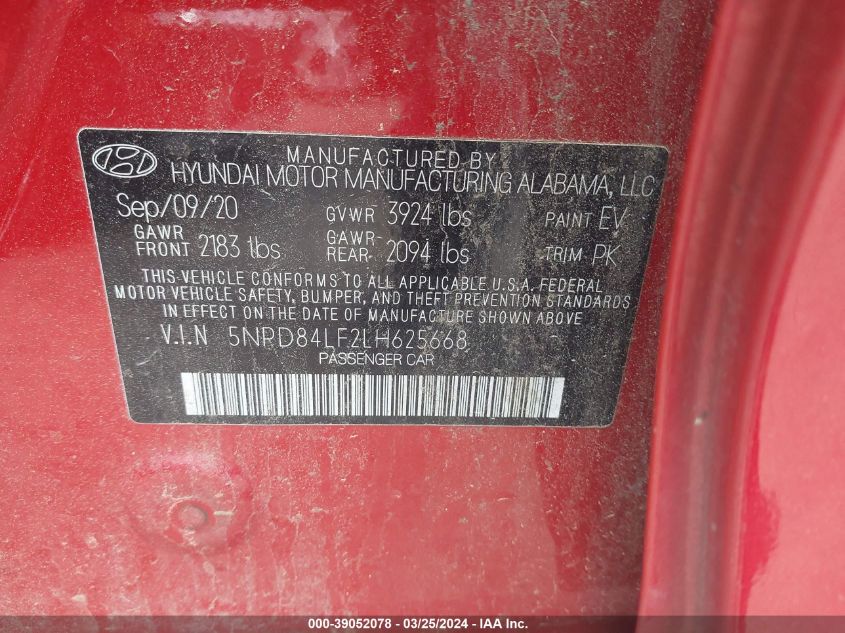 MANUFACTURED BY
HYUNDAI MOTOR MANUFACTURING ALABAMA, LLC
Sep/09/20 GVWR 3924 lbs PAINT EV
GAWR FRONT 2183 lbs GAWR REAR 2094 lbs TRIM PK
THIS VEHICLE CONFORMS TO ALL APPLICABLE U.S.A. FEDERAL
MOTOR VEHICLE SAFETY, BUMPER, AND THEFT PREVENTION STANDARDS
IN EFFECT ON THE DATE OF MANUFACTURE SHOWN ABOVE.
V.I.N 5NPD84LF2LH625668
PASSENGER CAR
000-39052078 - 03/25/2024 - IAA Inc.